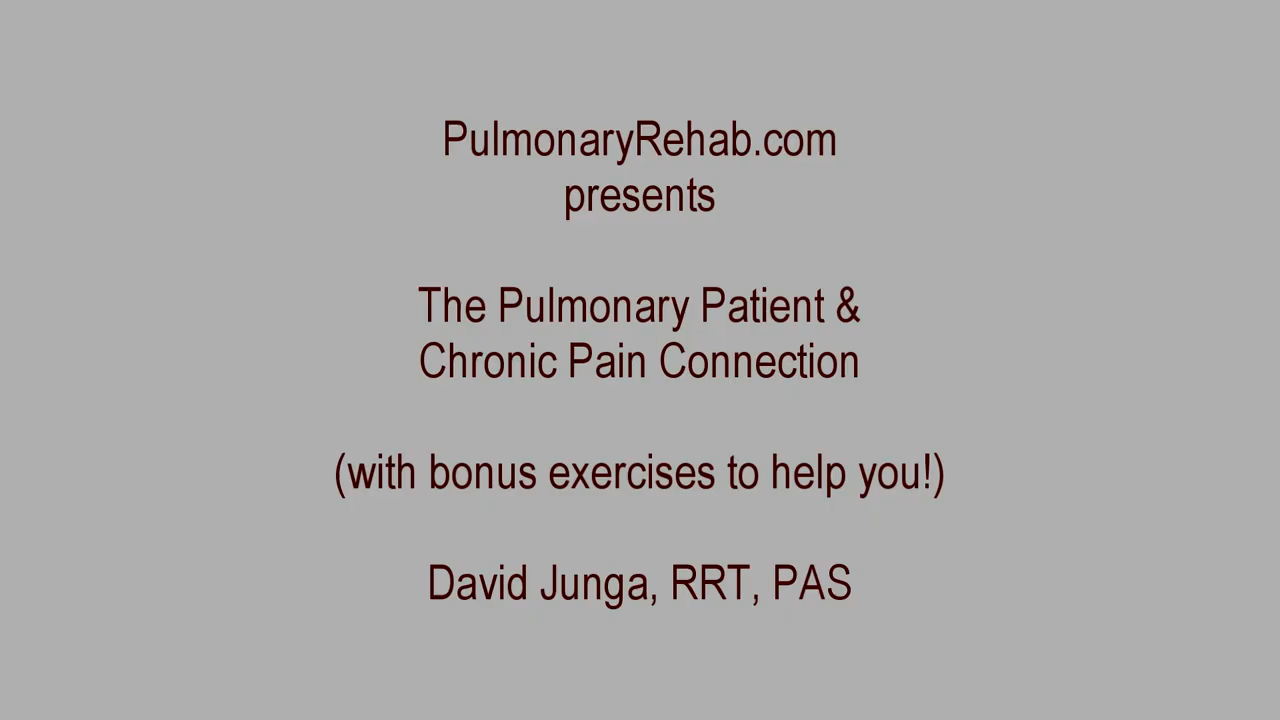 PulmonaryRehab.com
presents
The Pulmonary Patient &
Chronic Pain Connection
(with bonus exercises to help you!)
David Junga, RRT, PAS